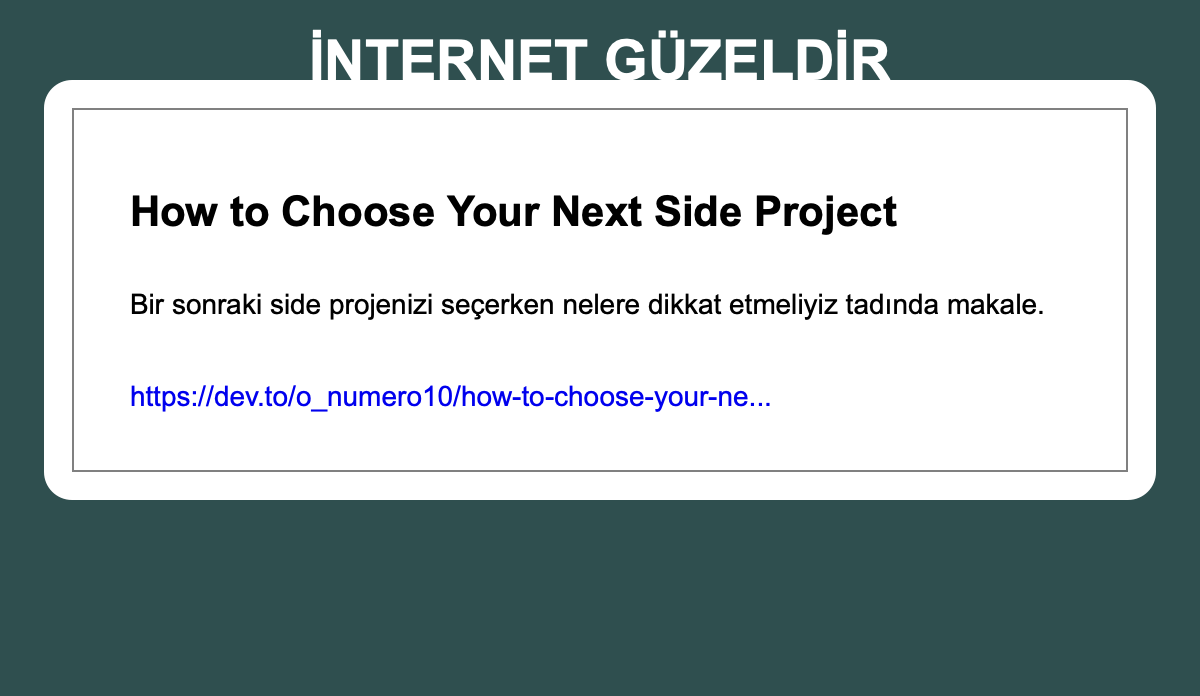 İNTERNET GÜZELDİR
How to Choose Your Next Side Project
Bir sonraki side projenizi seçerken nelere dikkat etmeliyiz tadında makale.
https://dev.to/o_numero10/how-to-choose-your-ne...